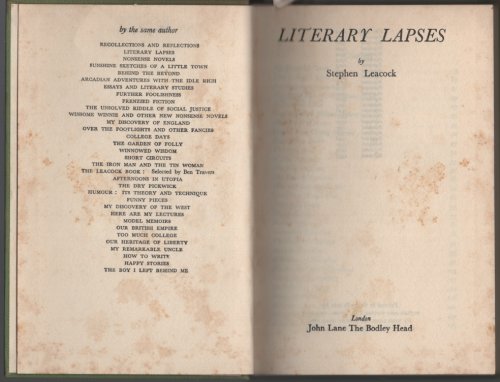 by the same author
RECOLLECTIONS AND REFLECTIONS
LITERARY LAPSES
NONSENSE NOVELS
SUNSHINE SKETCHES OF A LITTLE TOWN
BEHIND THE BEYOND
ARCADIAN ADVENTURES WITH THE IDLE RICH
ESSAYS AND LITERARY STUDIES
FURTHER FOOLISHNESS
FRENZIED FICTION
THE UNSOLVED RIDDLE OF SOCIAL JUSTICE
WINSOME WINNIE AND OTHER NEW NONSENSE NOVELS
MY DISCOVERY OF ENGLAND
OVER THE FOOTLIGHTS AND OTHER FANCIES
COLLEGE DAYS
THE GARDEN OF FOLLY
WINNOWED WISDOM
SHORT CIRCUITS
THE IRON MAN AND THE TIN WOMAN
THE LEACOCK BOOK : Selected by Ben Travers
AFTERNOONS IN UTOPIA
THE DRY PICKWICK
HUMOUR : ITS THEORY AND TECHNIQUE
FUNNY PIECES
MY DISCOVERY OF THE WEST
HERE ARE MY LECTURES
MODEL MEMOIRS
OUR BRITISH EMPIRE
TOO MUCH COLLEGE
OUR HERITAGE OF LIBERTY
MY REMARKABLE UNCLE
HOW TO WRITE
HAPPY STORIES
THE BOY I LEFT BEHIND ME
LITERARY LAPSES
by
Stephen Leacock
London
John Lane The Bodley Head